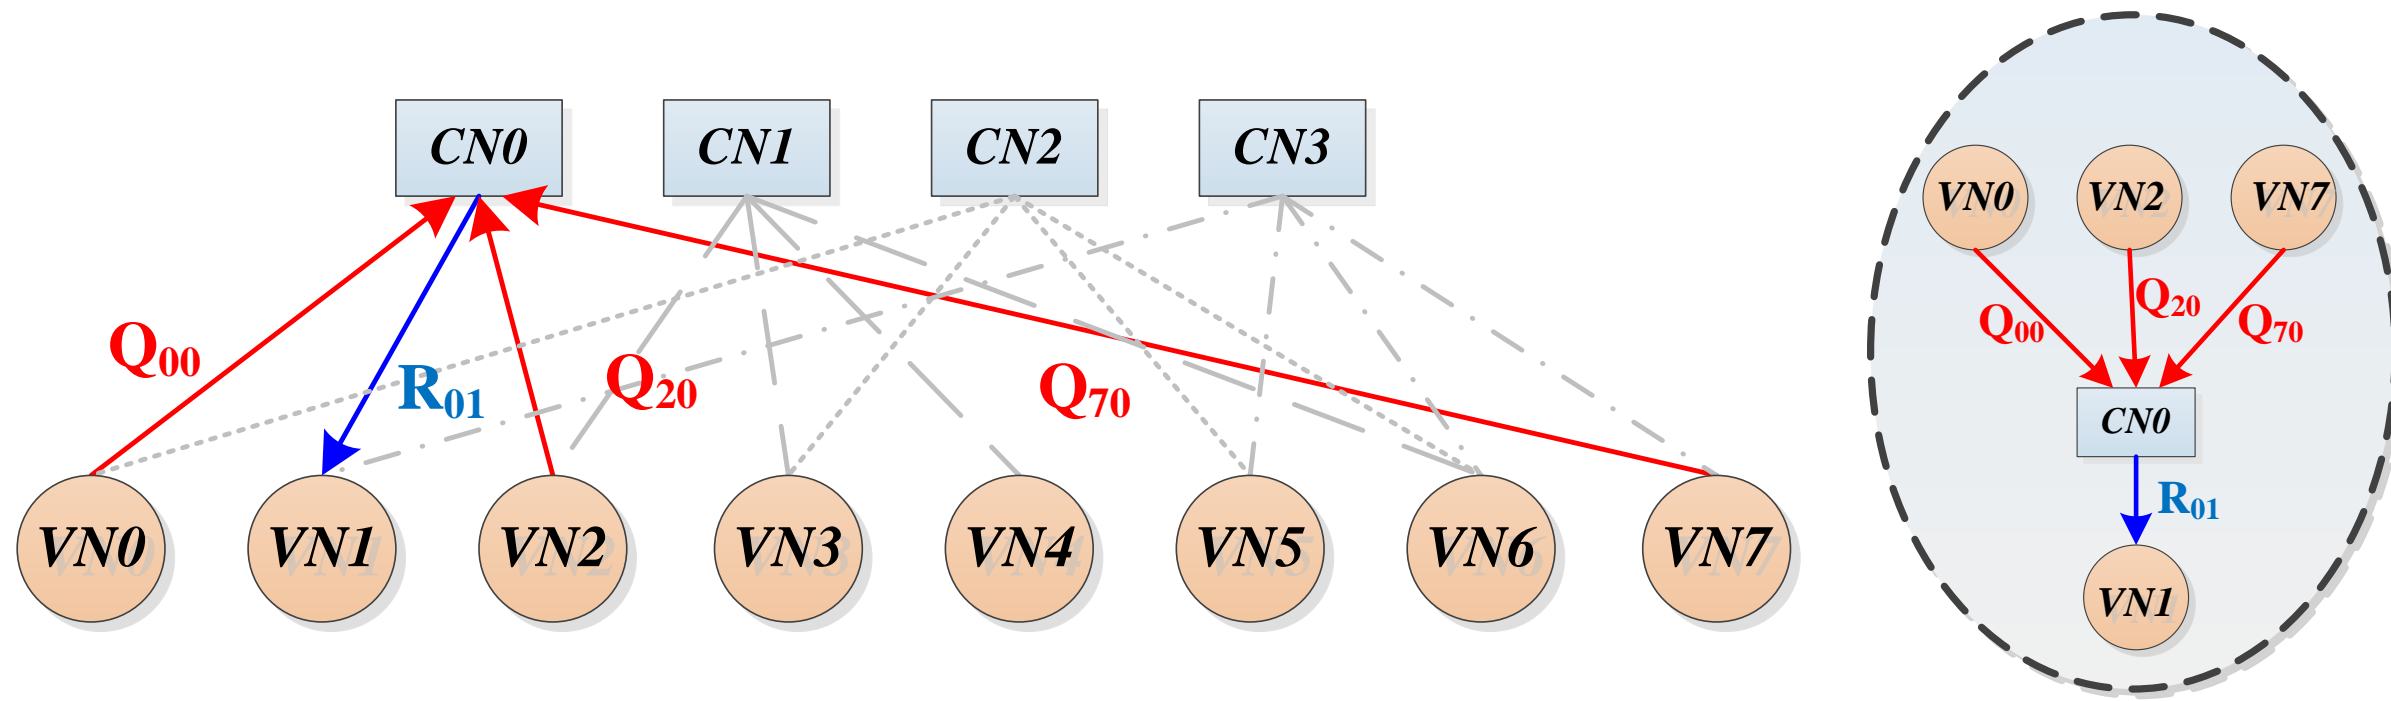 CN0 CN1 CN2 CN3
Q00
R01
Q20
Q70
VN0 VN1 VN2 VN3 VN4 VN5 VN6 VN7
VN0 VN2 VN7
Q00
Q20
Q70
CN0
R01
VN1